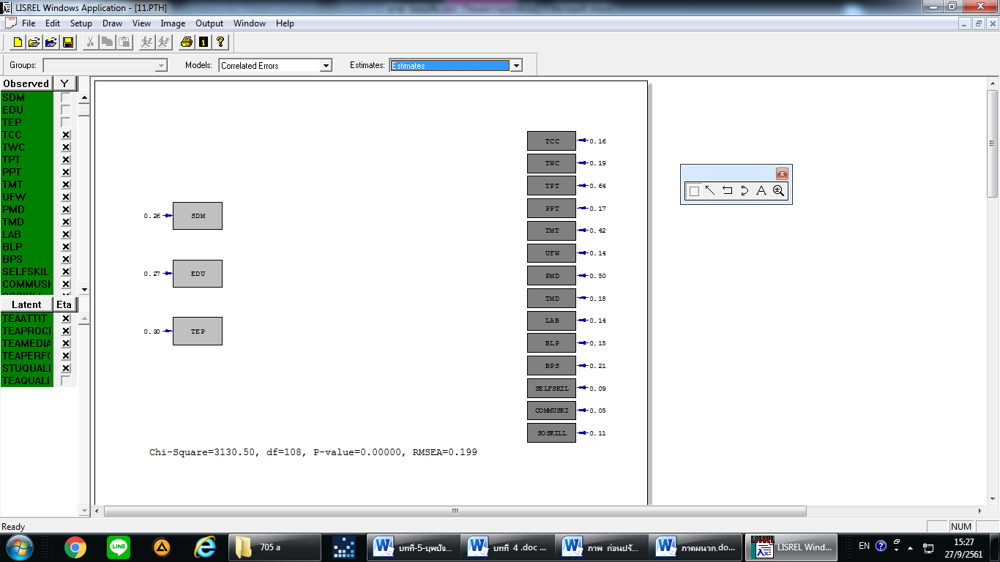 LISREL Windows Application - [11.PTH]
File Edit Setup Draw View Image Output Window Help
Groups: Models: Correlated Errors Estimates: Estimates
Observed Y
SDM
EDU
TEP
TCC
TWC
TPT
PPT
TMT
UFW
PMD
TMD
LAB
BLP
BPS
SELFSKIL
COMMUSK
Latent Eta
TEAATTIT
TEAPROC
TEAMEDIA
TEAPERF
STUQUALI
TEAQUALI
0.26 SDM
0.27 EDU
0.30 TEP
TCC 0.16
TWC 0.19
TPT 0.64
PPT 0.17
TMT 0.42
UFW 0.14
PMD 0.50
TMD 0.18
LAB 0.14
BLP 0.15
BPS 0.21
SELFSKIL 0.09
COMMUSKI 0.05
SOSKILL 0.11
Chi-Square=3130.50, df=108, P-value=0.00000, RMSEA=0.199
A
Ready
NUM
LINE
705 a
บทที่-5-บุพปัจ...
บทที่ 4 .doc ...
ภาพ ก่อนปรั...
ภาคผนวก.do...
LISREL Wind...
EN
15:27
27/9/2561